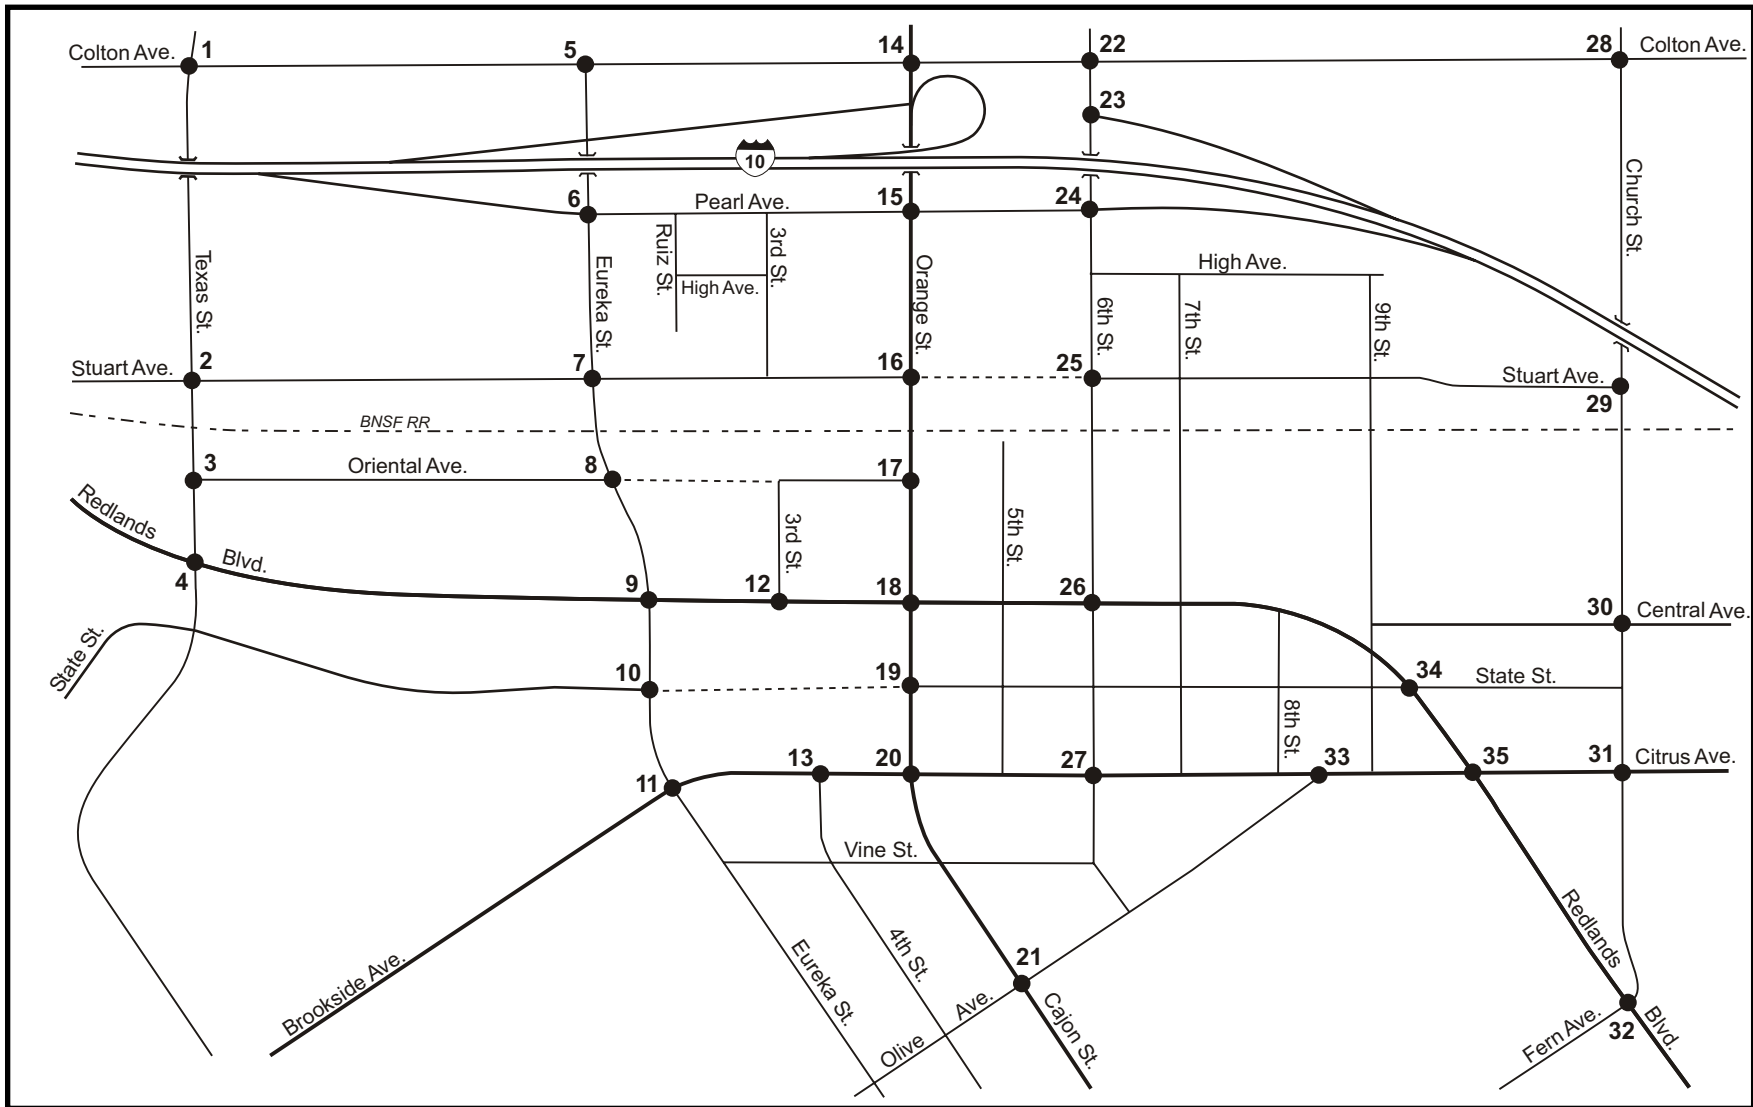 Colton Ave.
1
5
14
22
28
Colton Ave.
23
10
6
Pearl Ave.
15
24
Church St.
Texas St.
Eureka St.
Ruiz St.
3rd St.
High Ave.
Orange St.
High Ave.
6th St.
7th St.
9th St.
Stuart Ave.
2
7
16
25
Stuart Ave.
29
BNSF RR
3
Oriental Ave.
8
17
Redlands
Blvd.
4
3rd St.
5th St.
9
12
18
26
30
Central Ave.
State St.
10
19
34
State St.
8th St.
11
13
20
27
33
35
31
Citrus Ave.
Vine St.
Brookside Ave.
Eureka St.
4th St.
21
Olive
Ave.
Cajon St.
Redlands
Blvd.
Fern Ave.
32